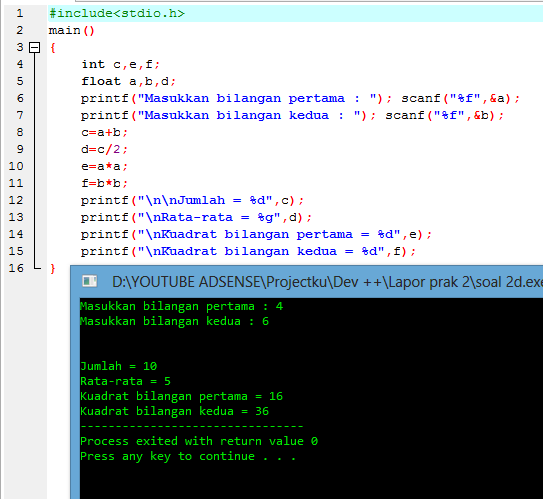 1 #include<stdio.h>
2 main()
3 {
4 int c,e,f;
5 float a,b,d;
6 printf("Masukkan bilangan pertama : "); scanf("%f",&a);
7 printf("Masukkan bilangan kedua : "); scanf("%f",&b);
8 c=a+b;
9 d=c/2;
10 e=a*a;
11 f=b*b;
12 printf("\n\nJumlah = %d",c);
13 printf("\nRata-rata = %g",d);
14 printf("\nKuadrat bilangan pertama = %d",e);
15 printf("\nKuadrat bilangan kedua = %d",f);
16 }
D:\YOUTUBE ADSENSE\Projectku\Dev ++\Lapor prak 2\soal 2d.exe
Masukkan bilangan pertama : 4
Masukkan bilangan kedua : 6
Jumlah = 10
Rata-rata = 5
Kuadrat bilangan pertama = 16
Kuadrat bilangan kedua = 36
--------------------------------
Process exited with return value 0
Press any key to continue . . .